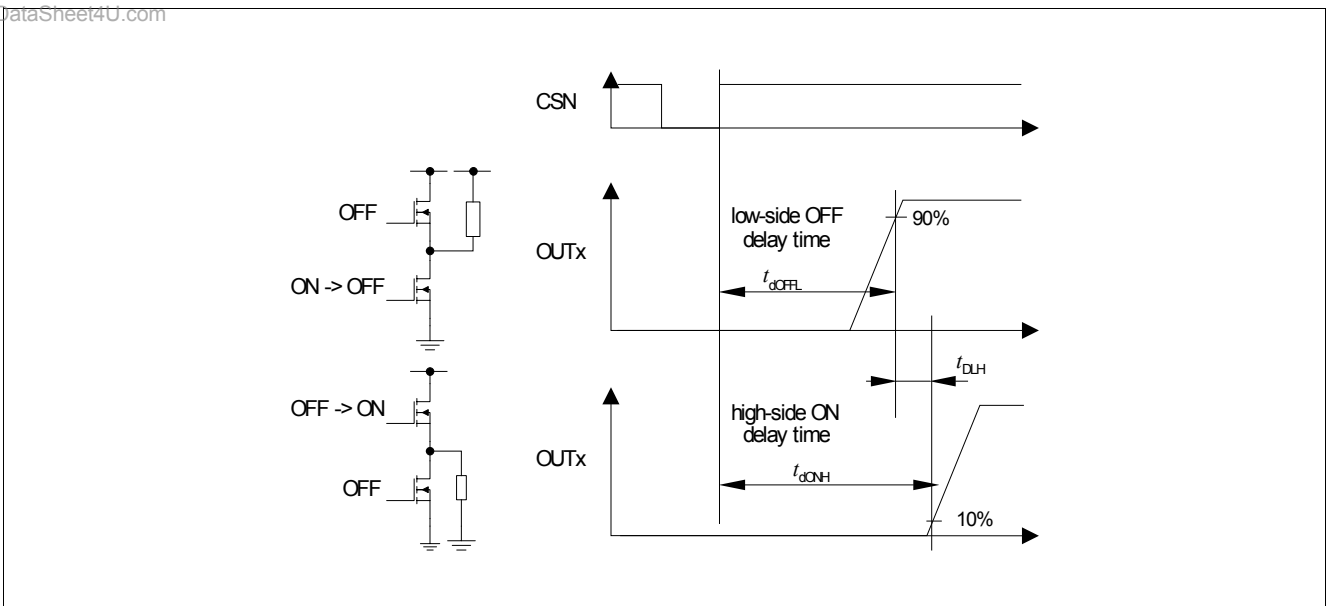 DataSheet4U.com
CSN
OFF
ON -> OFF
OUTx
low-side OFF
delay time
90%
tdOFFL
tDLH
OFF -> ON
OFF
OUTx
high-side ON
delay time
tdONH
10%